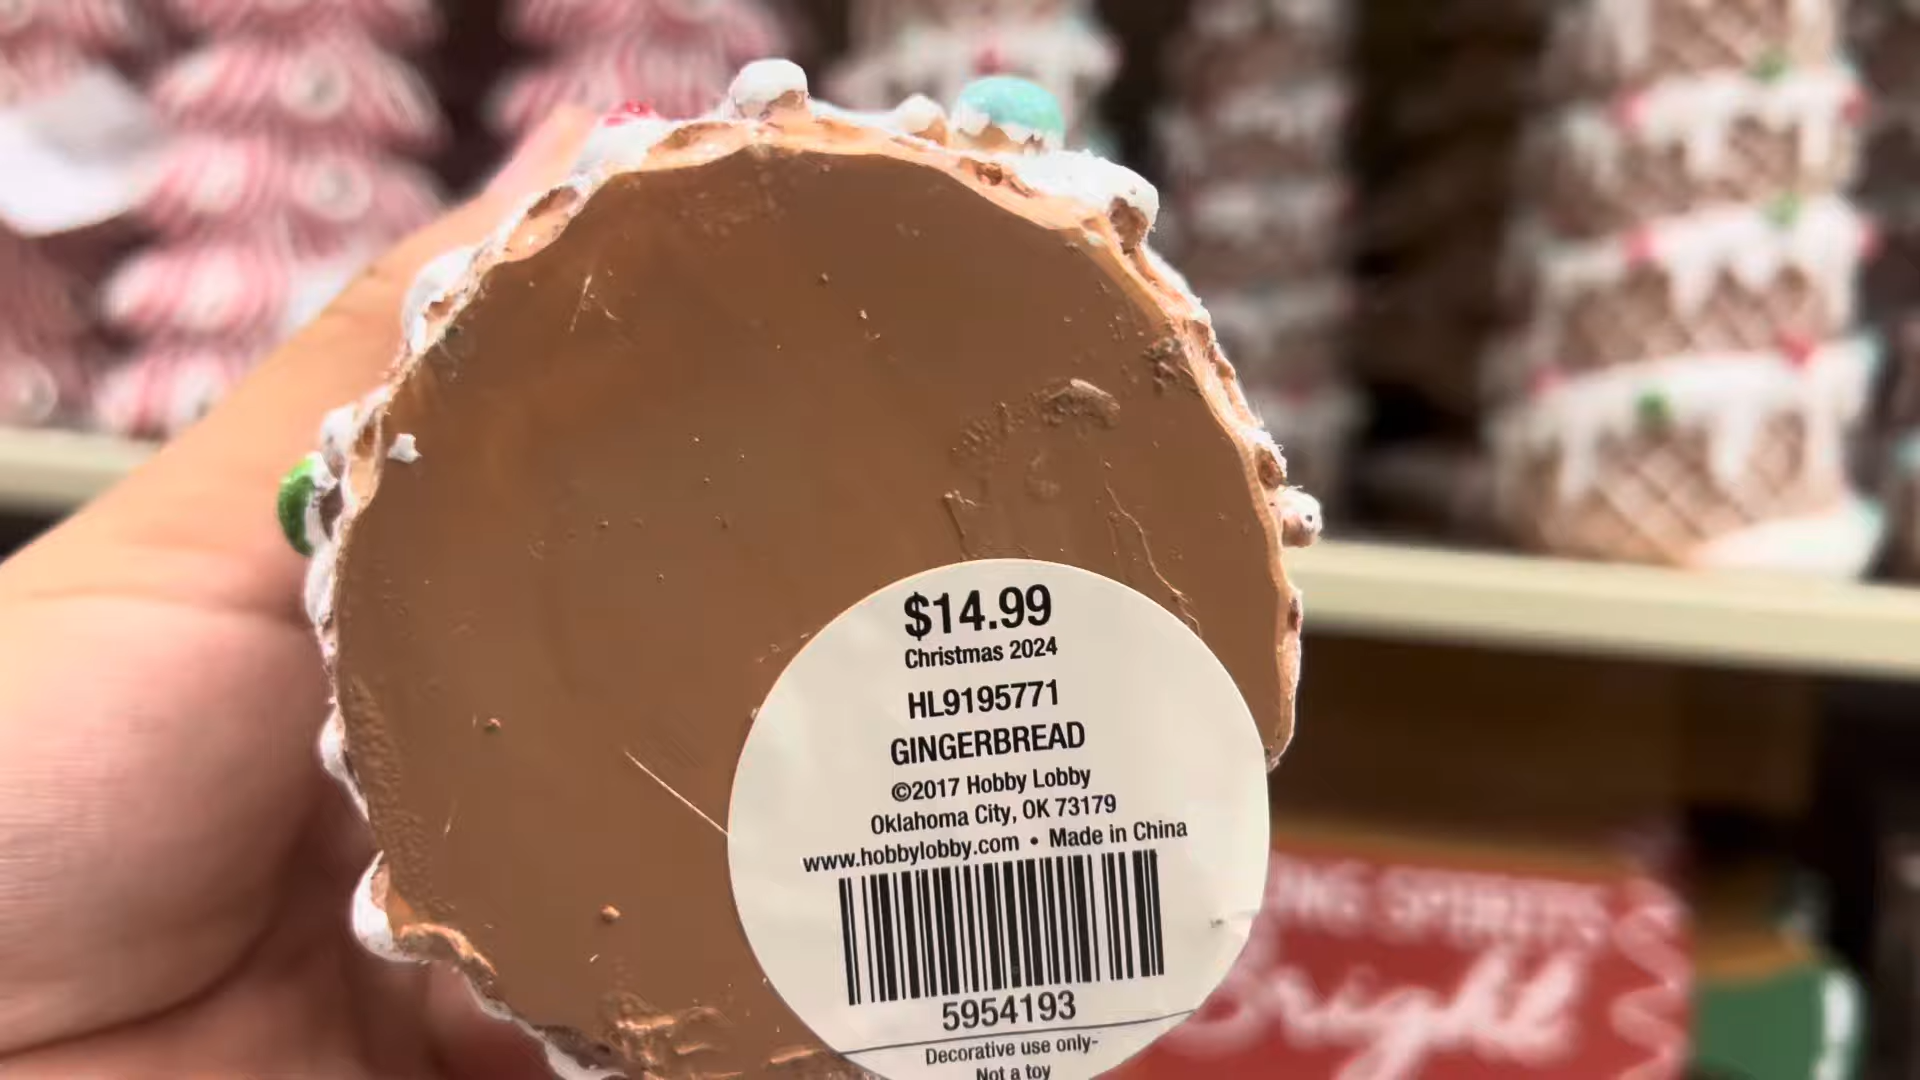 $14.99
Christmas 2024
HL9195771
GINGERBREAD
©2017 Hobby Lobby
Oklahoma City, OK 73179
www.hobbylobby.com • Made in China
5954193
Decorative use only-
Not a toy
SPIRITS
Bright